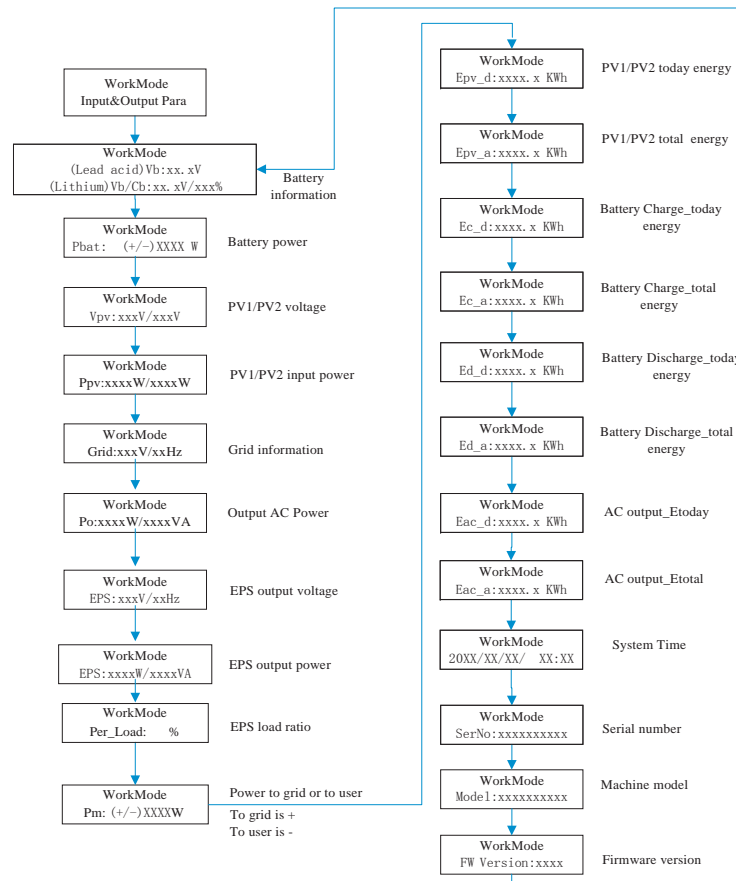 WorkMode
Input&Output Para
WorkMode
(Lead acid)Vb:xx.xV
(Lithium)Vb/Cb:xx.xV/xxx%
Battery
information
WorkMode
Pbat: (+/-)XXXX W
Battery power
WorkMode
Vpv:xxxV/xxxV
PV1/PV2 voltage
WorkMode
Ppv:xxxxW/xxxxW
PV1/PV2 input power
WorkMode
Grid:xxxV/xxHz
Grid information
WorkMode
Po:xxxxW/xxxxVA
Output AC Power
WorkMode
EPS:xxxV/xxHz
EPS output voltage
WorkMode
EPS:xxxxW/xxxxVA
EPS output power
WorkMode
Per_Load: %
EPS load ratio
WorkMode
Pm: (+/-)XXXXW
Power to grid or to user
To grid is +
To user is -
WorkMode
Epv_d:xxxx.x KWh
PV1/PV2 today energy
WorkMode
Epv_a:xxxx.x KWh
PV1/PV2 total energy
WorkMode
Ec_d:xxxx.x KWh
Battery Charge_today
energy
WorkMode
Ec_a:xxxx.x KWh
Battery Charge_total
energy
WorkMode
Ed_d:xxxx.x KWh
Battery Discharge_today
energy
WorkMode
Ed_a:xxxx.x KWh
Battery Discharge_total
energy
WorkMode
Eac_d:xxxx.x KWh
AC output_Etoday
WorkMode
Eac_a:xxxx.x KWh
AC output_Etotal
WorkMode
20XX/XX/XX/ XX:XX
System Time
WorkMode
SerNo:xxxxxxxxxx
Serial number
WorkMode
Model:xxxxxxxxxx
Machine model
WorkMode
FW Version:xxxx
Firmware version